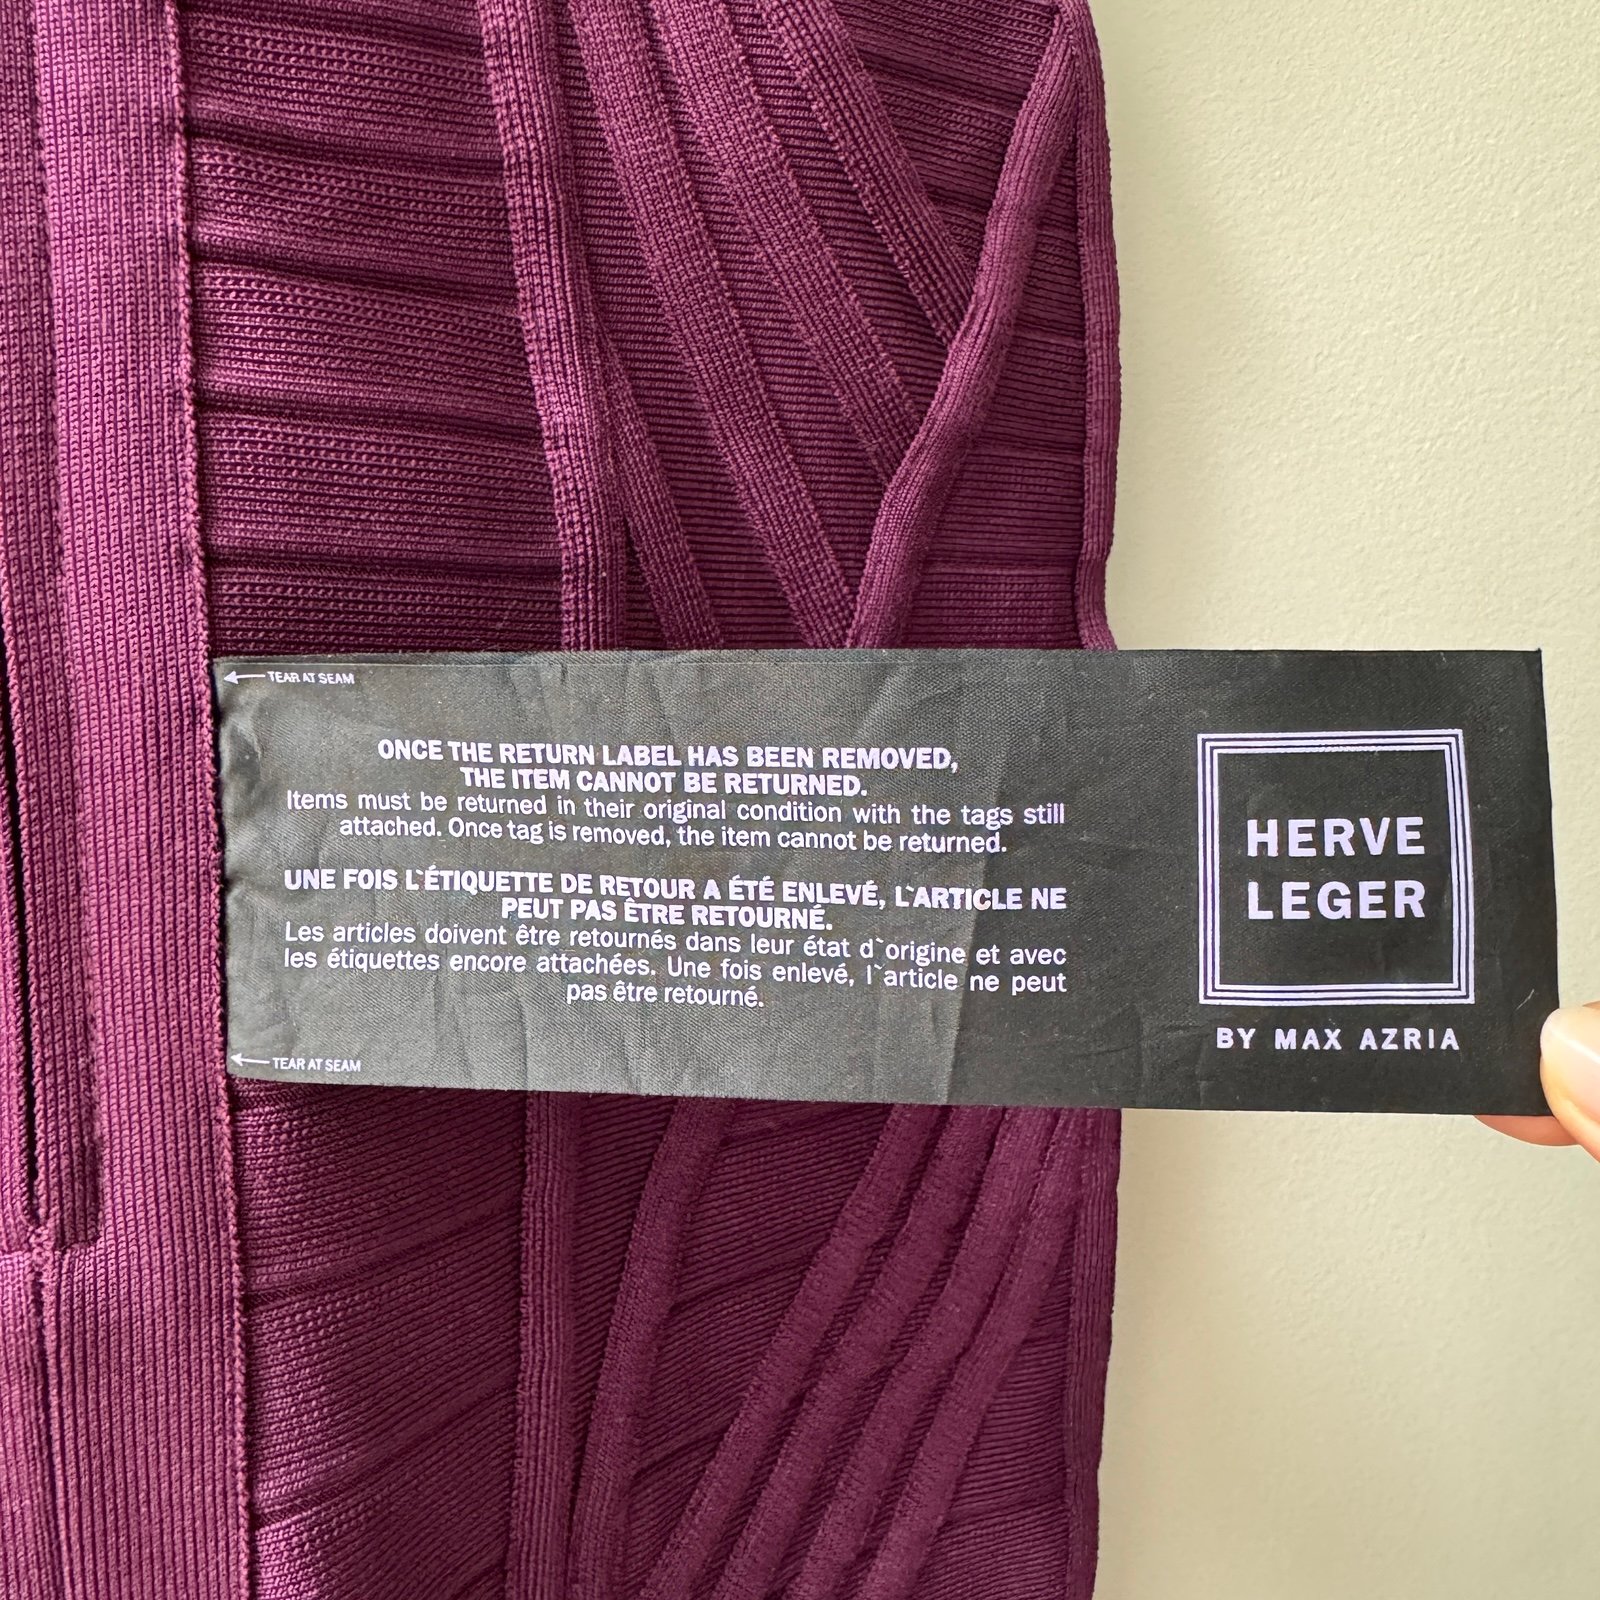 TEAR AT SEAM
ONCE THE RETURN LABEL HAS BEEN REMOVED,
THE ITEM CANNOT BE RETURNED.
Items must be returned in their original condition with the tags still
attached. Once tag is removed, the item cannot be returned.
UNE FOIS L`ÉTIQUETTE DE RETOUR A ÉTÉ ENLEVÉ, L`ARTICLE NE
PEUT PAS ÊTRE RETOURNÉ.
Les articles doivent être retournés dans leur état d`origine et avec
les étiquettes encore attachées. Une fois enlevé, l`article ne peut
pas être retourné.
TEAR AT SEAM
HERVE
LEGER
BY MAX AZRIA